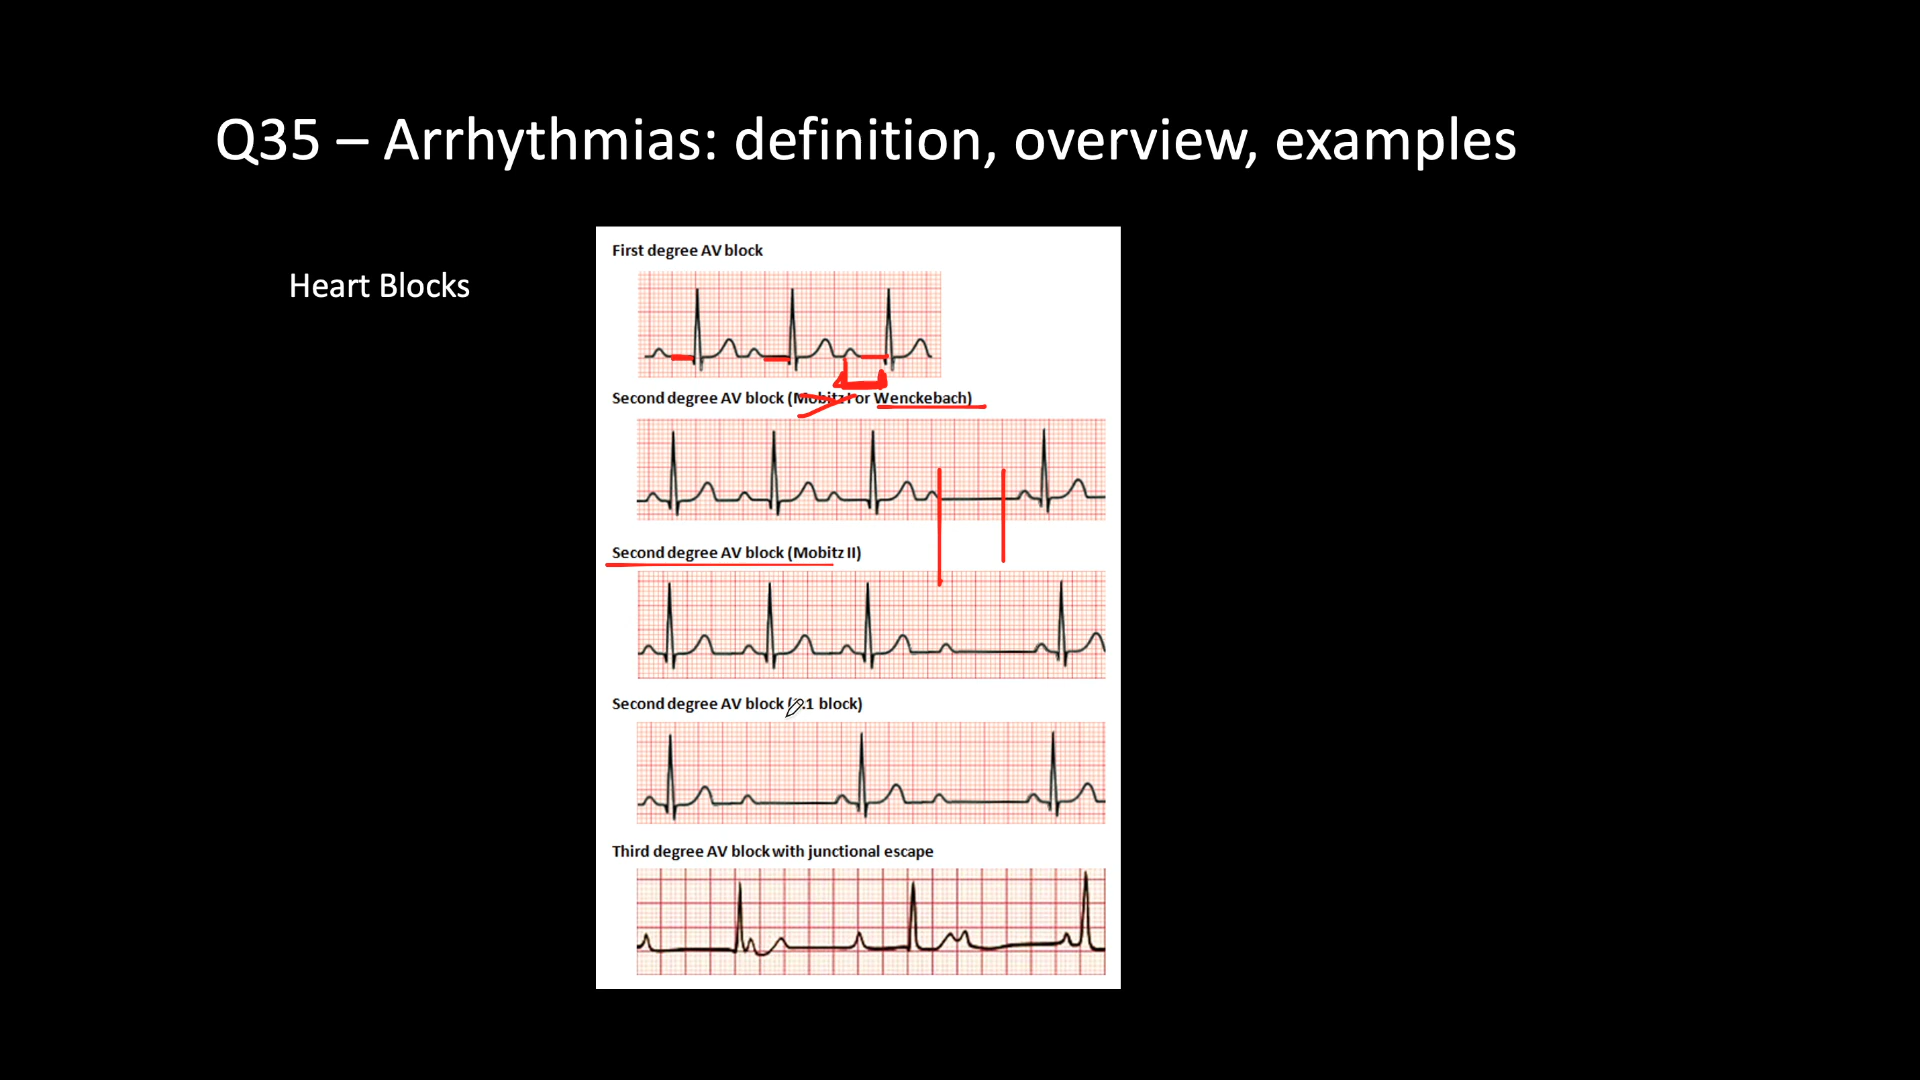 Q35 – Arrhythmias: definition, overview, examples
Heart Blocks
First degree AV block
Second degree AV block (Mobitz I or Wenckebach)
Second degree AV block (Mobitz II)
Second degree AV block (.1 block)
Third degree AV block with junctional escape